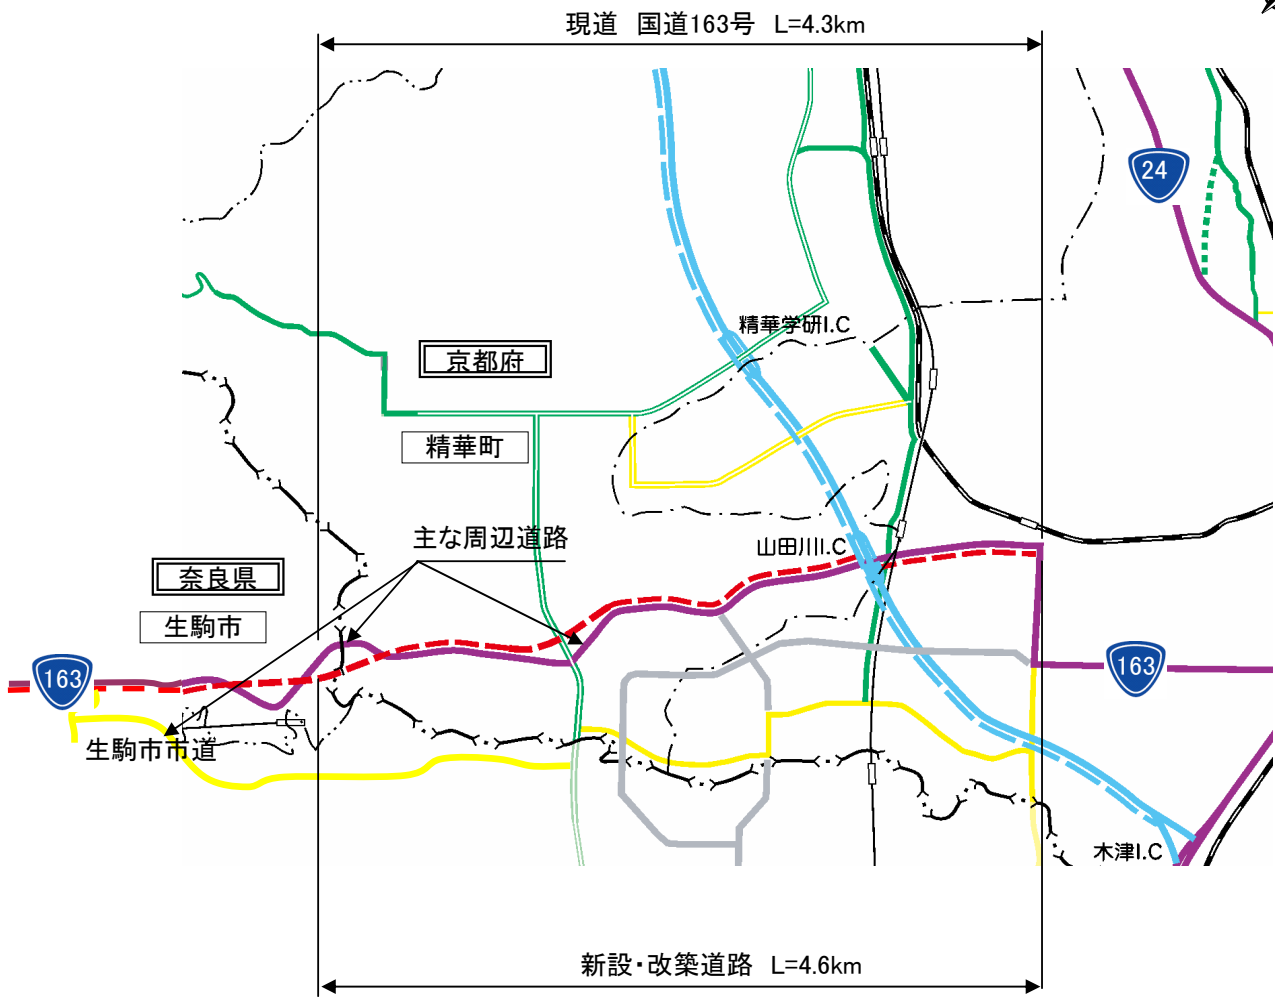 現道 国道163号 L=4.3km
24
精華学研I.C
京都府
精華町
主な周辺道路
山田川I.C
奈良県
生駒市
163
163
生駒市市道
木津I.C
新設・改築道路 L=4.6km